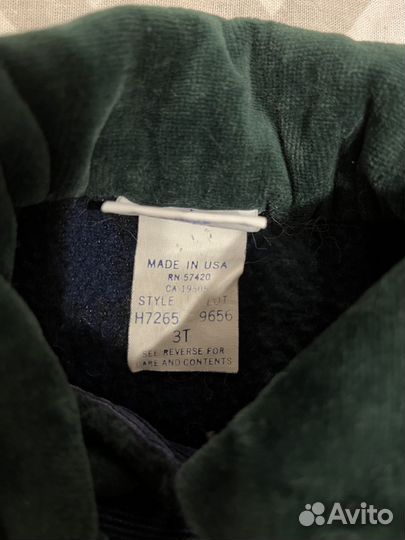 MADE IN USA
RN 57420
CA 19505
STYLE LOT
H7265 9656
3T
SEE REVERSE FOR
CARE AND CONTENTS
Avito